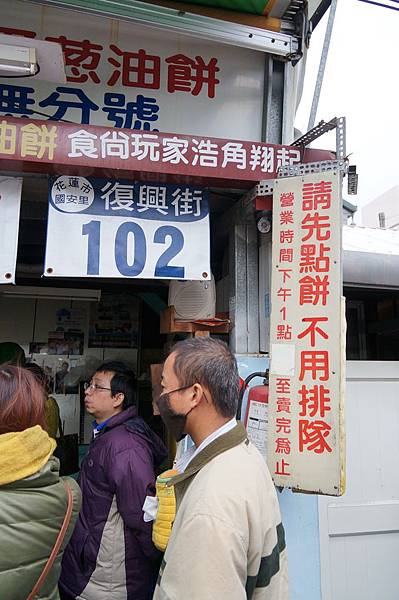 葱油餅
無分號
油餅 食尚玩家浩角翔起
花蓮市
國安里
復興街
102
請先點餅 不用排隊
營業時間下午1點
至賣完為止